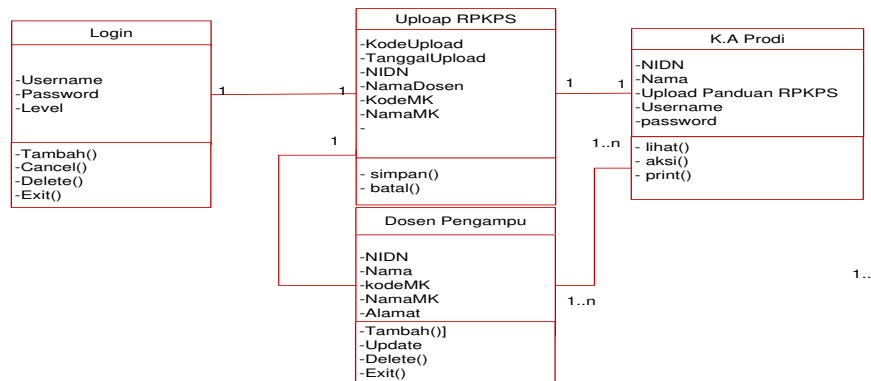 Login
-Username
-Password
-Level
-Tambah()
-Cancel()
-Delete()
-Exit()
1
1
Uploap RPKPS
-KodeUpload
-TanggalUpload
-NIDN
-NamaDosen
-KodeMK
-NamaMK
-
- simpan()
- batal()
1
1
1
K.A Prodi
-NIDN
-Nama
-Upload Panduan RPKPS
-Username
-password
- lihat()
- aksi()
- print()
1..n
Dosen Pengampu
-NIDN
-Nama
-kodeMK
-NamaMK
-Alamat
-Tambah()]
-Update
-Delete()
-Exit()
1..n
1..